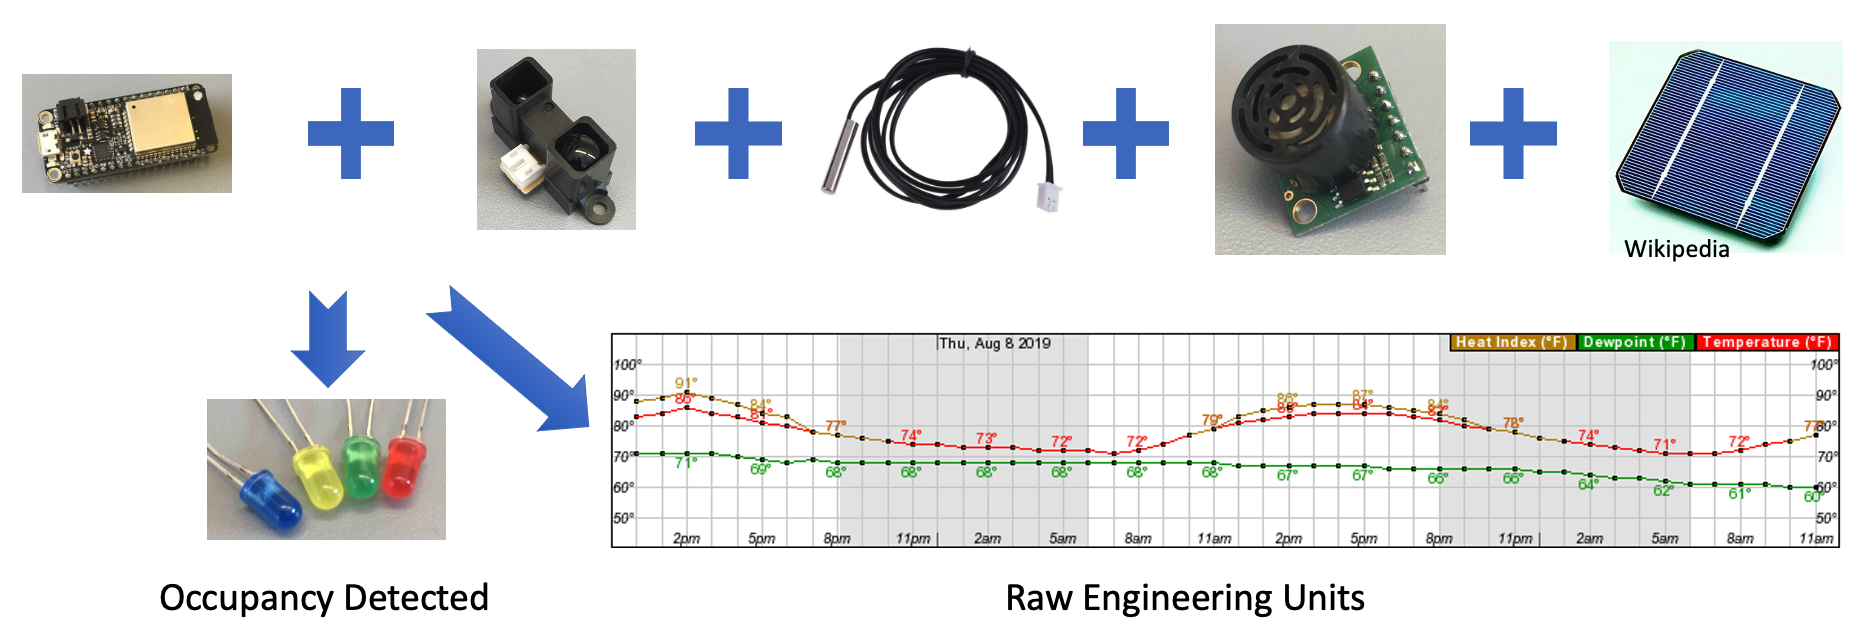 Wikipedia
Thu, Aug 8 2019
Heat Index (°F) Dewpoint (°F) Temperature (°F)
100° 100°
90° 91° 84° 86° 87° 84° 90°
86° 81° 79°
80° 77° 78° 77° 80°
74° 73° 72° 72° 74° 71° 72°
70° 71° 69° 68° 68° 68° 68° 68° 68° 67° 67° 66° 66° 70°
60° 64° 62° 61° 60° 60°
50° 50°
2pm 5pm 8pm 11pm 2am 5am 8am 11am 2pm 5pm 8pm 11pm 2am 5am 8am 11am
Occupancy Detected
Raw Engineering Units